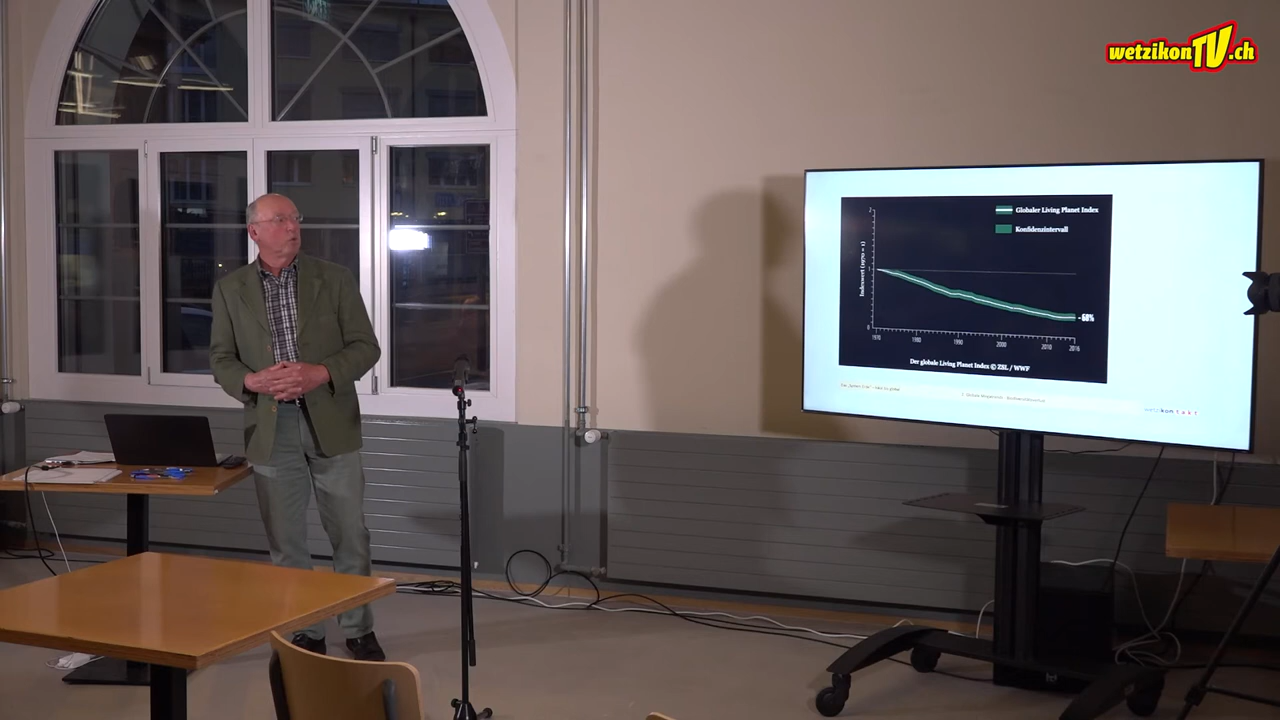 wetzikonTV.ch
Globaler Living Planet Index
Konfidenzintervall
2
Indexwert (1970 = 1)
1
0
-68%
1970 1980 1990 2000 2010 2016
Der globale Living Planet Index © ZSL / WWF
wetzikontakt